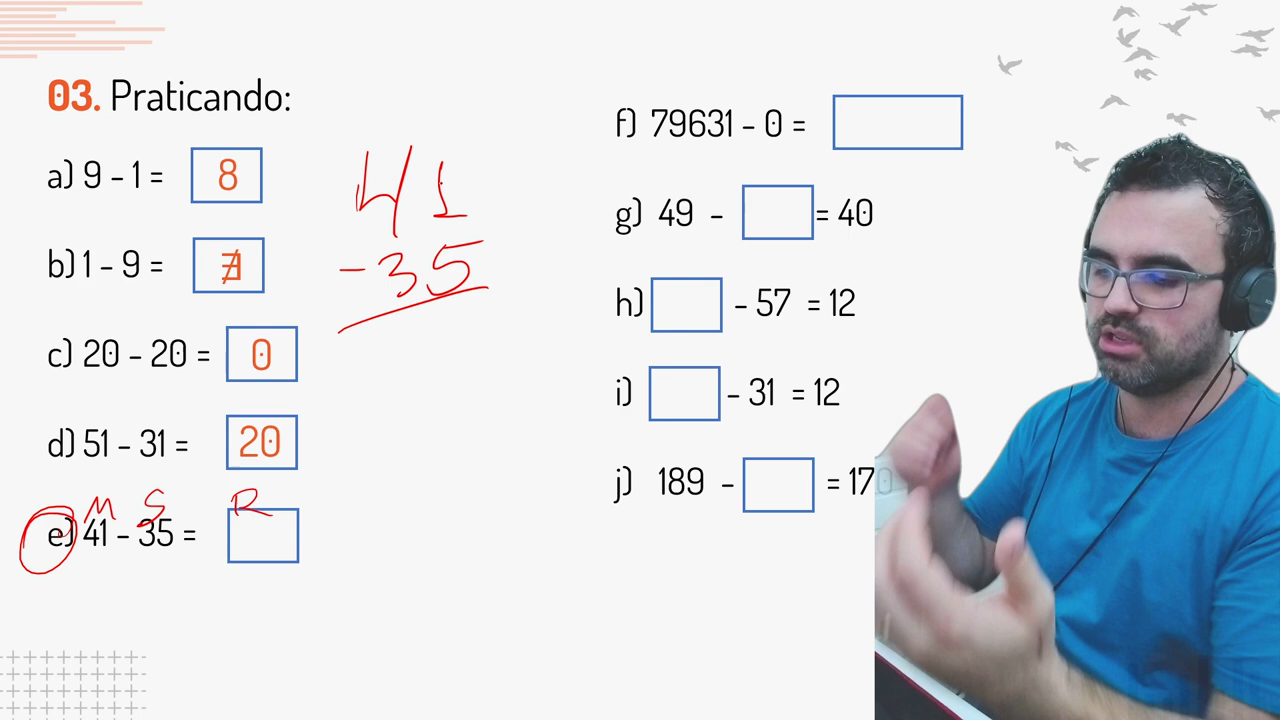 03. Praticando:
a) 9 - 1 = 8
b) 1 - 9 = ∄
c) 20 - 20 = 0
d) 51 - 31 = 20
M S R
e) 41 - 35 =
41
- 35
f) 79631 - 0 =
g) 49 - = 40
h) - 57 = 12
i) - 31 = 12
j) 189 - = 170